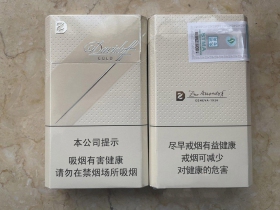 GOLD
本公司提示
吸烟有害健康
请勿在禁烟场所吸烟
尽早戒烟有益健康
戒烟可减少
对健康的危害